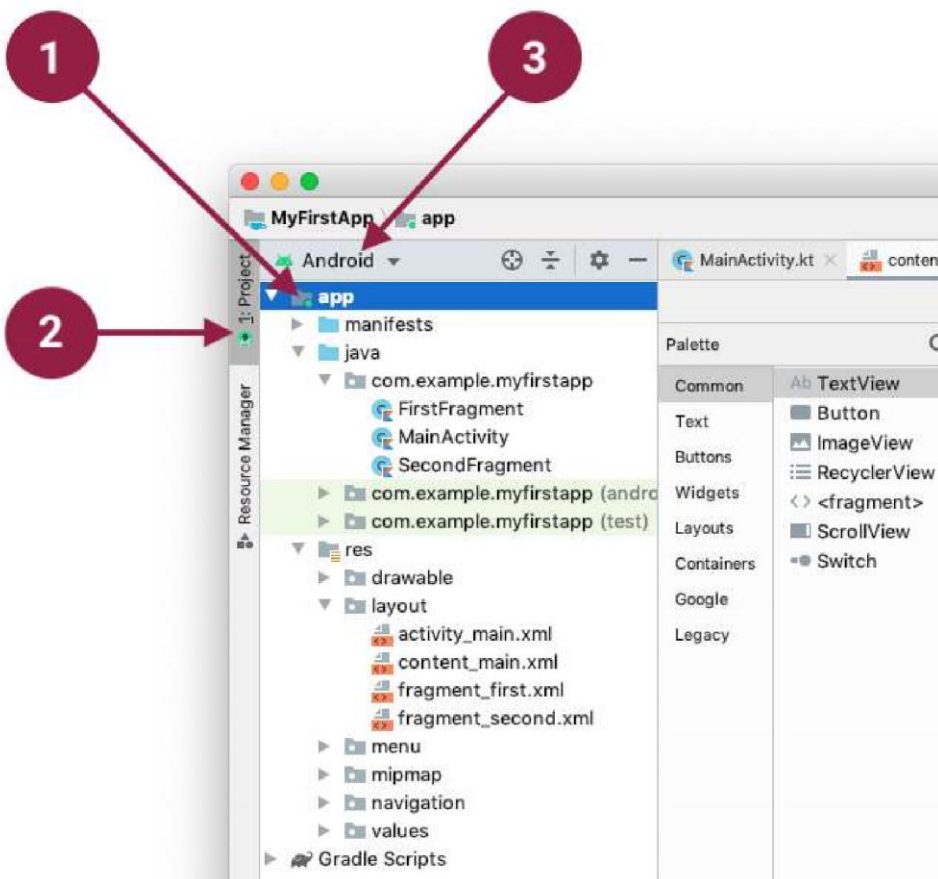 1
3
MyFirstApp
app
1: Project
Android
MainActivity.kt
conten
app
2
manifests
java
Palette
com.example.myfirstapp
Common
Ab TextView
FirstFragment
Text
Button
MainActivity
Buttons
ImageView
SecondFragment
RecyclerView
Resource Manager
com.example.myfirstapp (andro
Widgets
<fragment>
com.example.myfirstapp (test)
Layouts
ScrollView
res
Containers
Switch
drawable
Google
layout
Legacy
activity_main.xml
content_main.xml
fragment_first.xml
fragment_second.xml
menu
mipmap
navigation
values
Gradle Scripts